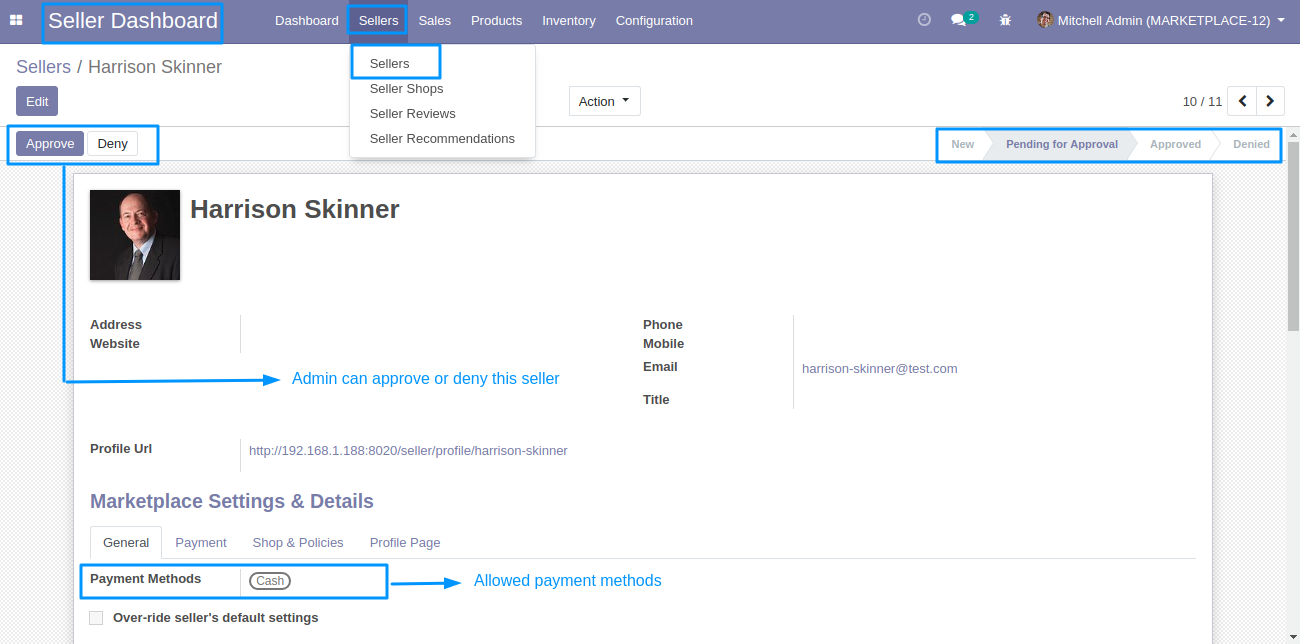 Seller Dashboard Dashboard Sellers Sales Products Inventory Configuration 2 Mitchell Admin (MARKETPLACE-12)
Sellers / Harrison Skinner
Sellers
Seller Shops
Seller Reviews
Seller Recommendations
Edit
Action
10 / 11
Approve Deny
New Pending for Approval Approved Denied
Harrison Skinner
Address
Website
Phone
Mobile
Email harrison-skinner@test.com
Title
Admin can approve or deny this seller
Profile Url http://192.168.1.188:8020/seller/profile/harrison-skinner
Marketplace Settings & Details
General Payment Shop & Policies Profile Page
Payment Methods Cash
Allowed payment methods
Over-ride seller's default settings